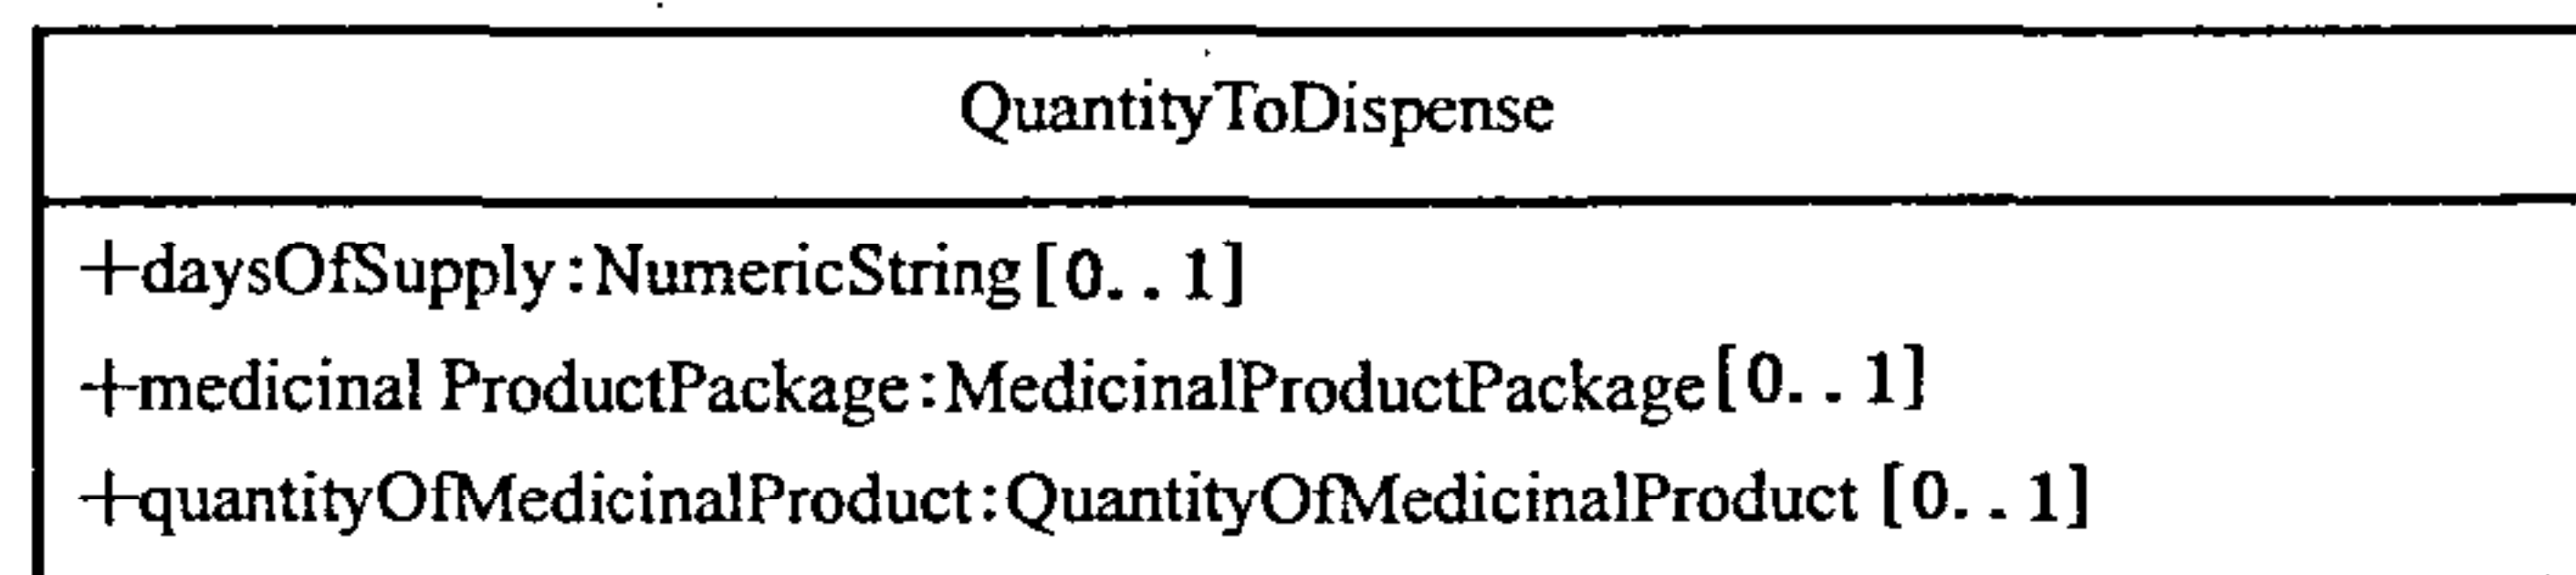 QuantityToDispense
+daysOfSupply:NumericString[0..1]
+medicinal ProductPackage:MedicinalProductPackage[0..1]
+quantityOfMedicinalProduct:QuantityOfMedicinalProduct [0..1]